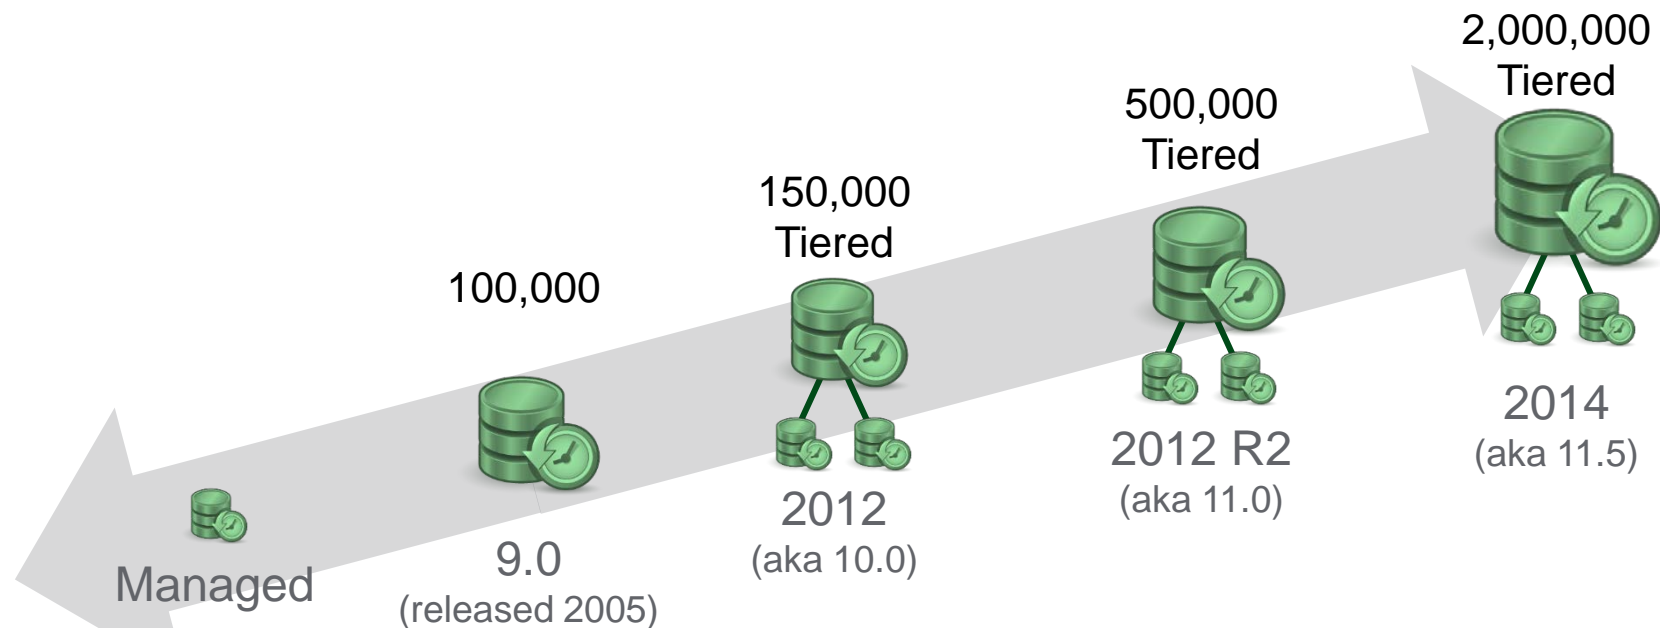 2,000,000
Tiered
500,000
Tiered
150,000
Tiered
100,000
2014
(aka 11.5)
2012 R2
(aka 11.0)
2012
(aka 10.0)
9.0
(released 2005)
Managed